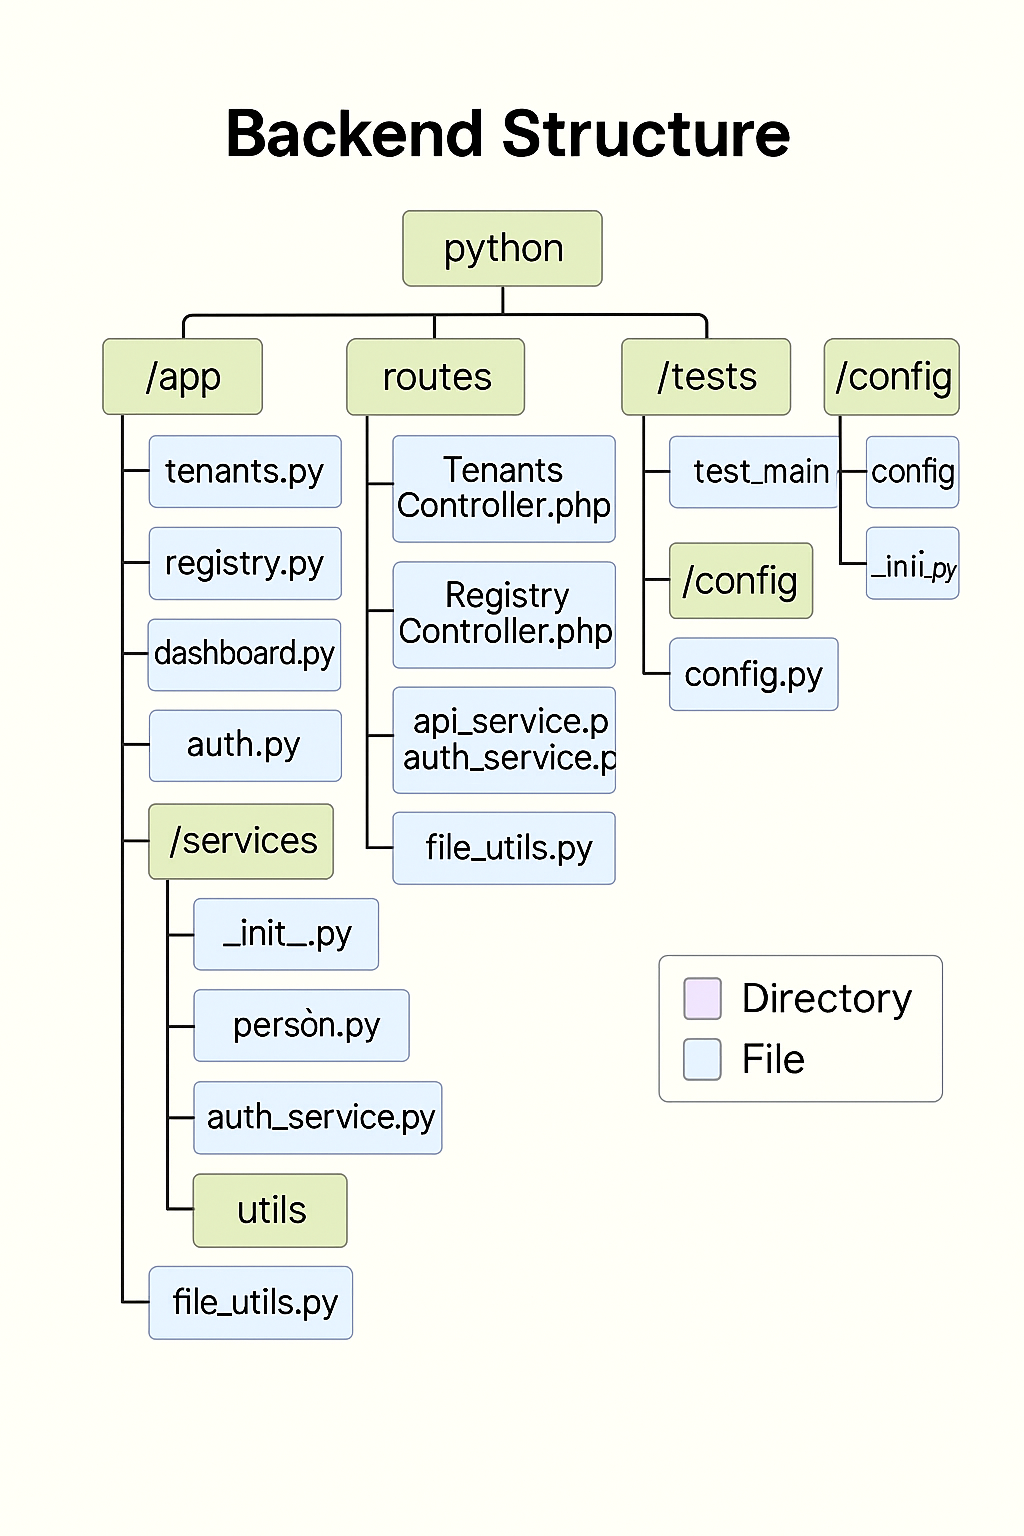 Backend Structure
python
/app
routes
/tests
/config
tenants.py
registry.py
dashboard.py
auth.py
/services
_init_.py
persòn.py
auth_service.py
utils
file_utils.py
Tenants
Controller.php
Registry
Controller.php
api_service.p
auth_service.p
file_utils.py
test_main
/config
config.py
config
_inii_py
Directory
File